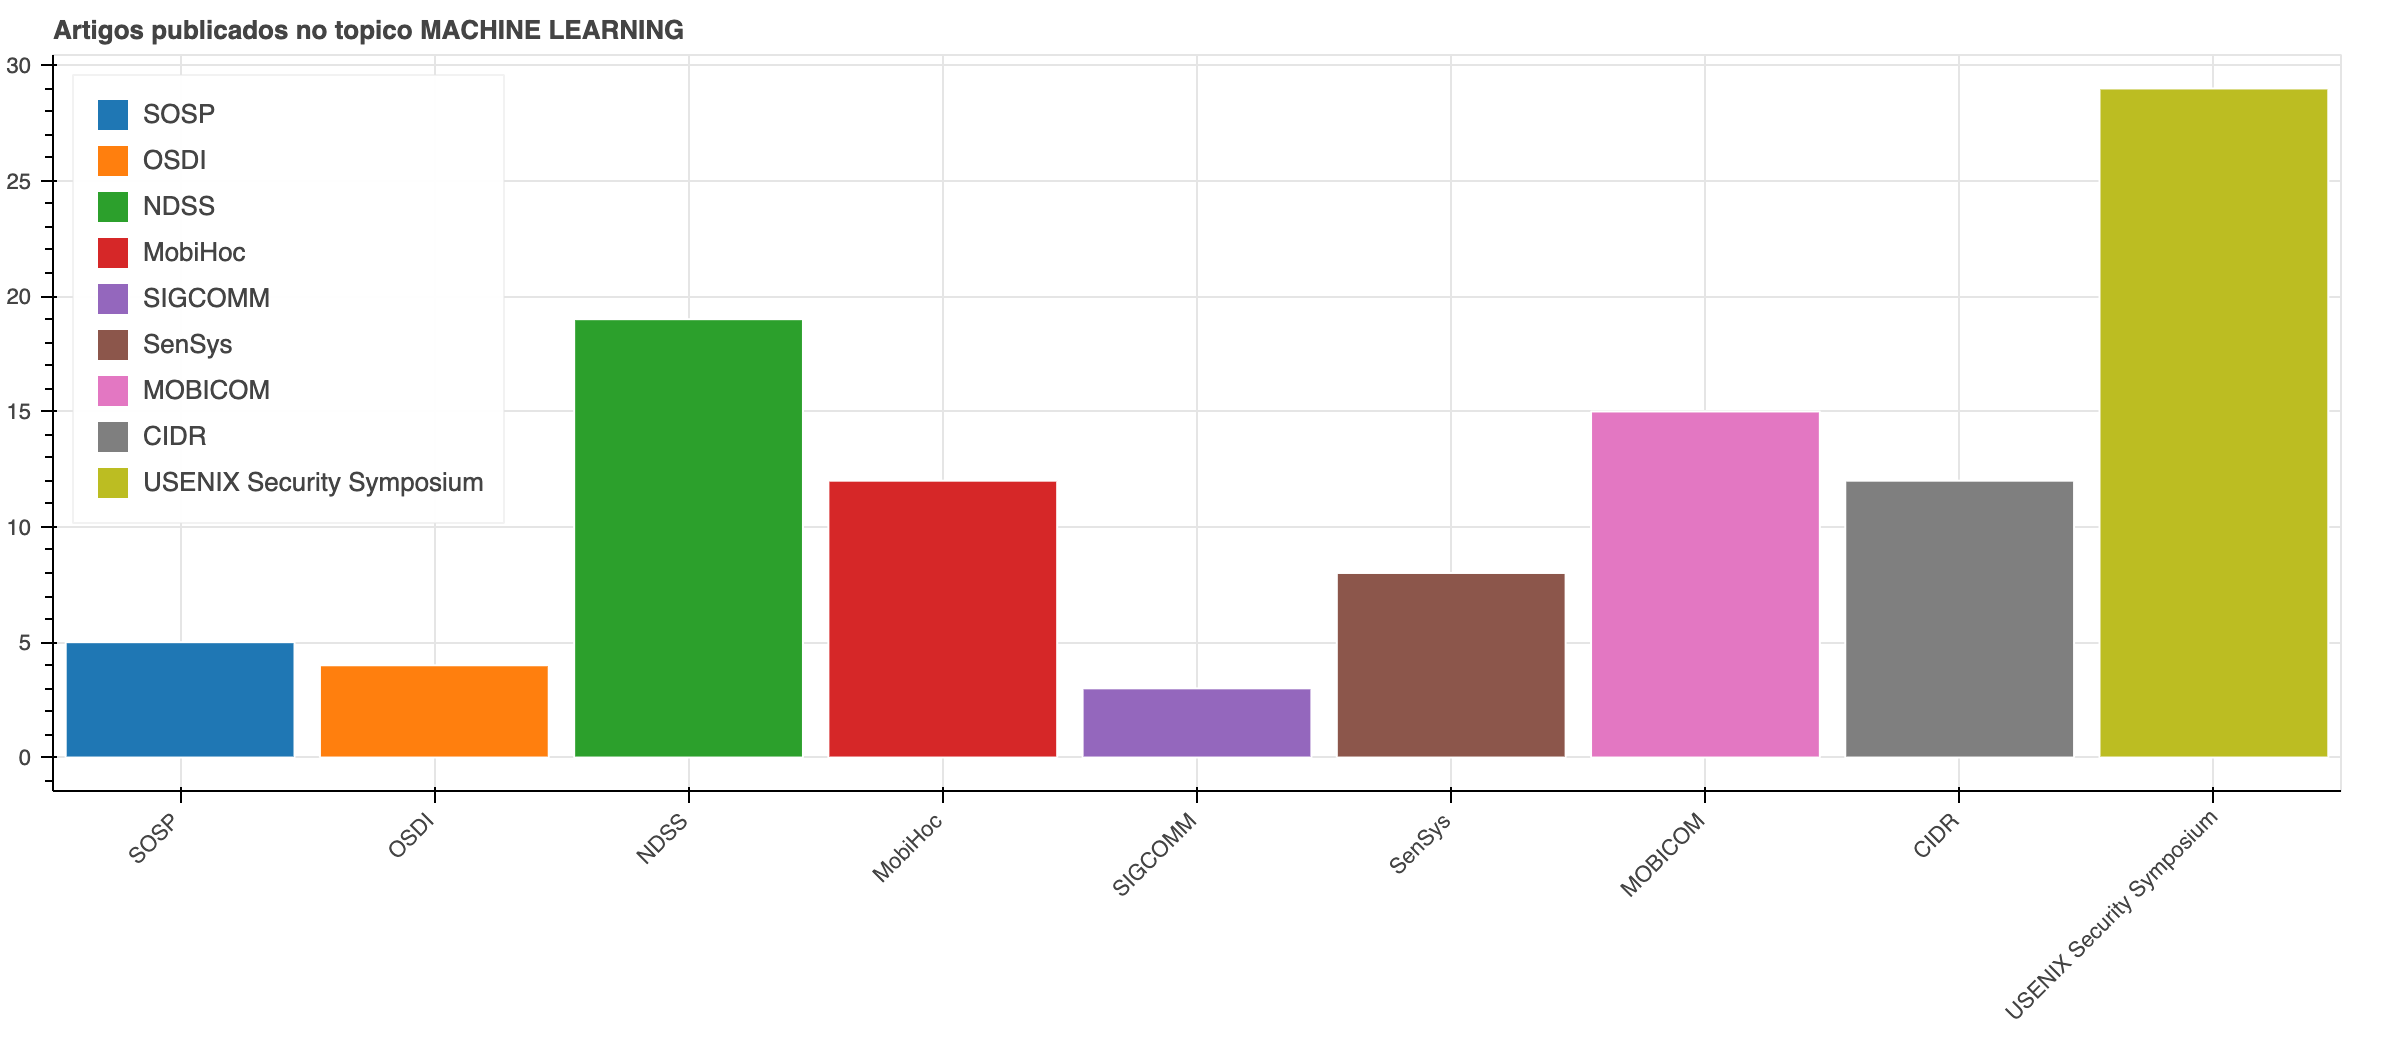 Artigos publicados no topico MACHINE LEARNING
30
25
20
15
10
5
0
SOSP
OSDI
NDSS
MobiHoc
SIGCOMM
SenSys
MOBICOM
CIDR
USENIX Security Symposium
SOSP
OSDI
NDSS
MobiHoc
SIGCOMM
SenSys
MOBICOM
CIDR
USENIX Security Symposium